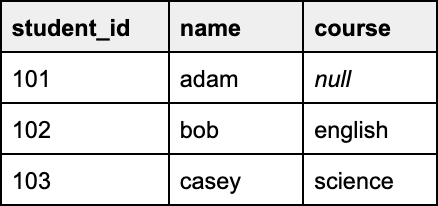 student_id name course
101 adam null
102 bob english
103 casey science